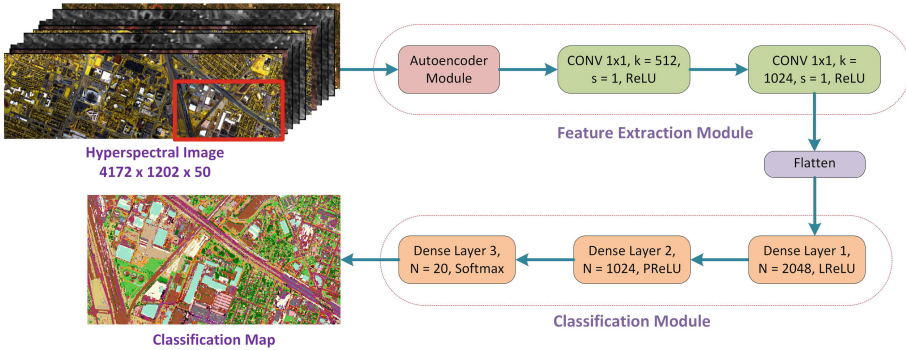 Autoencoder
Module
CONV 1x1, k = 512,
s = 1, ReLU
CONV 1x1, k =
1024, s = 1, ReLU
Feature Extraction Module
Hyperspectral Image
4172 x 1202 x 50
Flatten
Dense Layer 1,
N = 2048, LReLU
Dense Layer 2,
N = 1024, PReLU
Dense Layer 3,
N = 20, Softmax
Classification Module
Classification Map